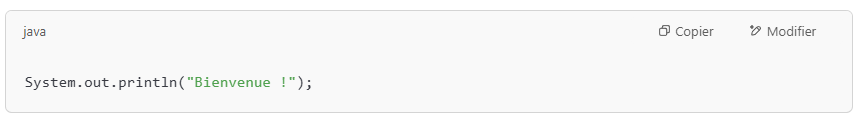 java Copier Modifier
System.out.println("Bienvenue !");